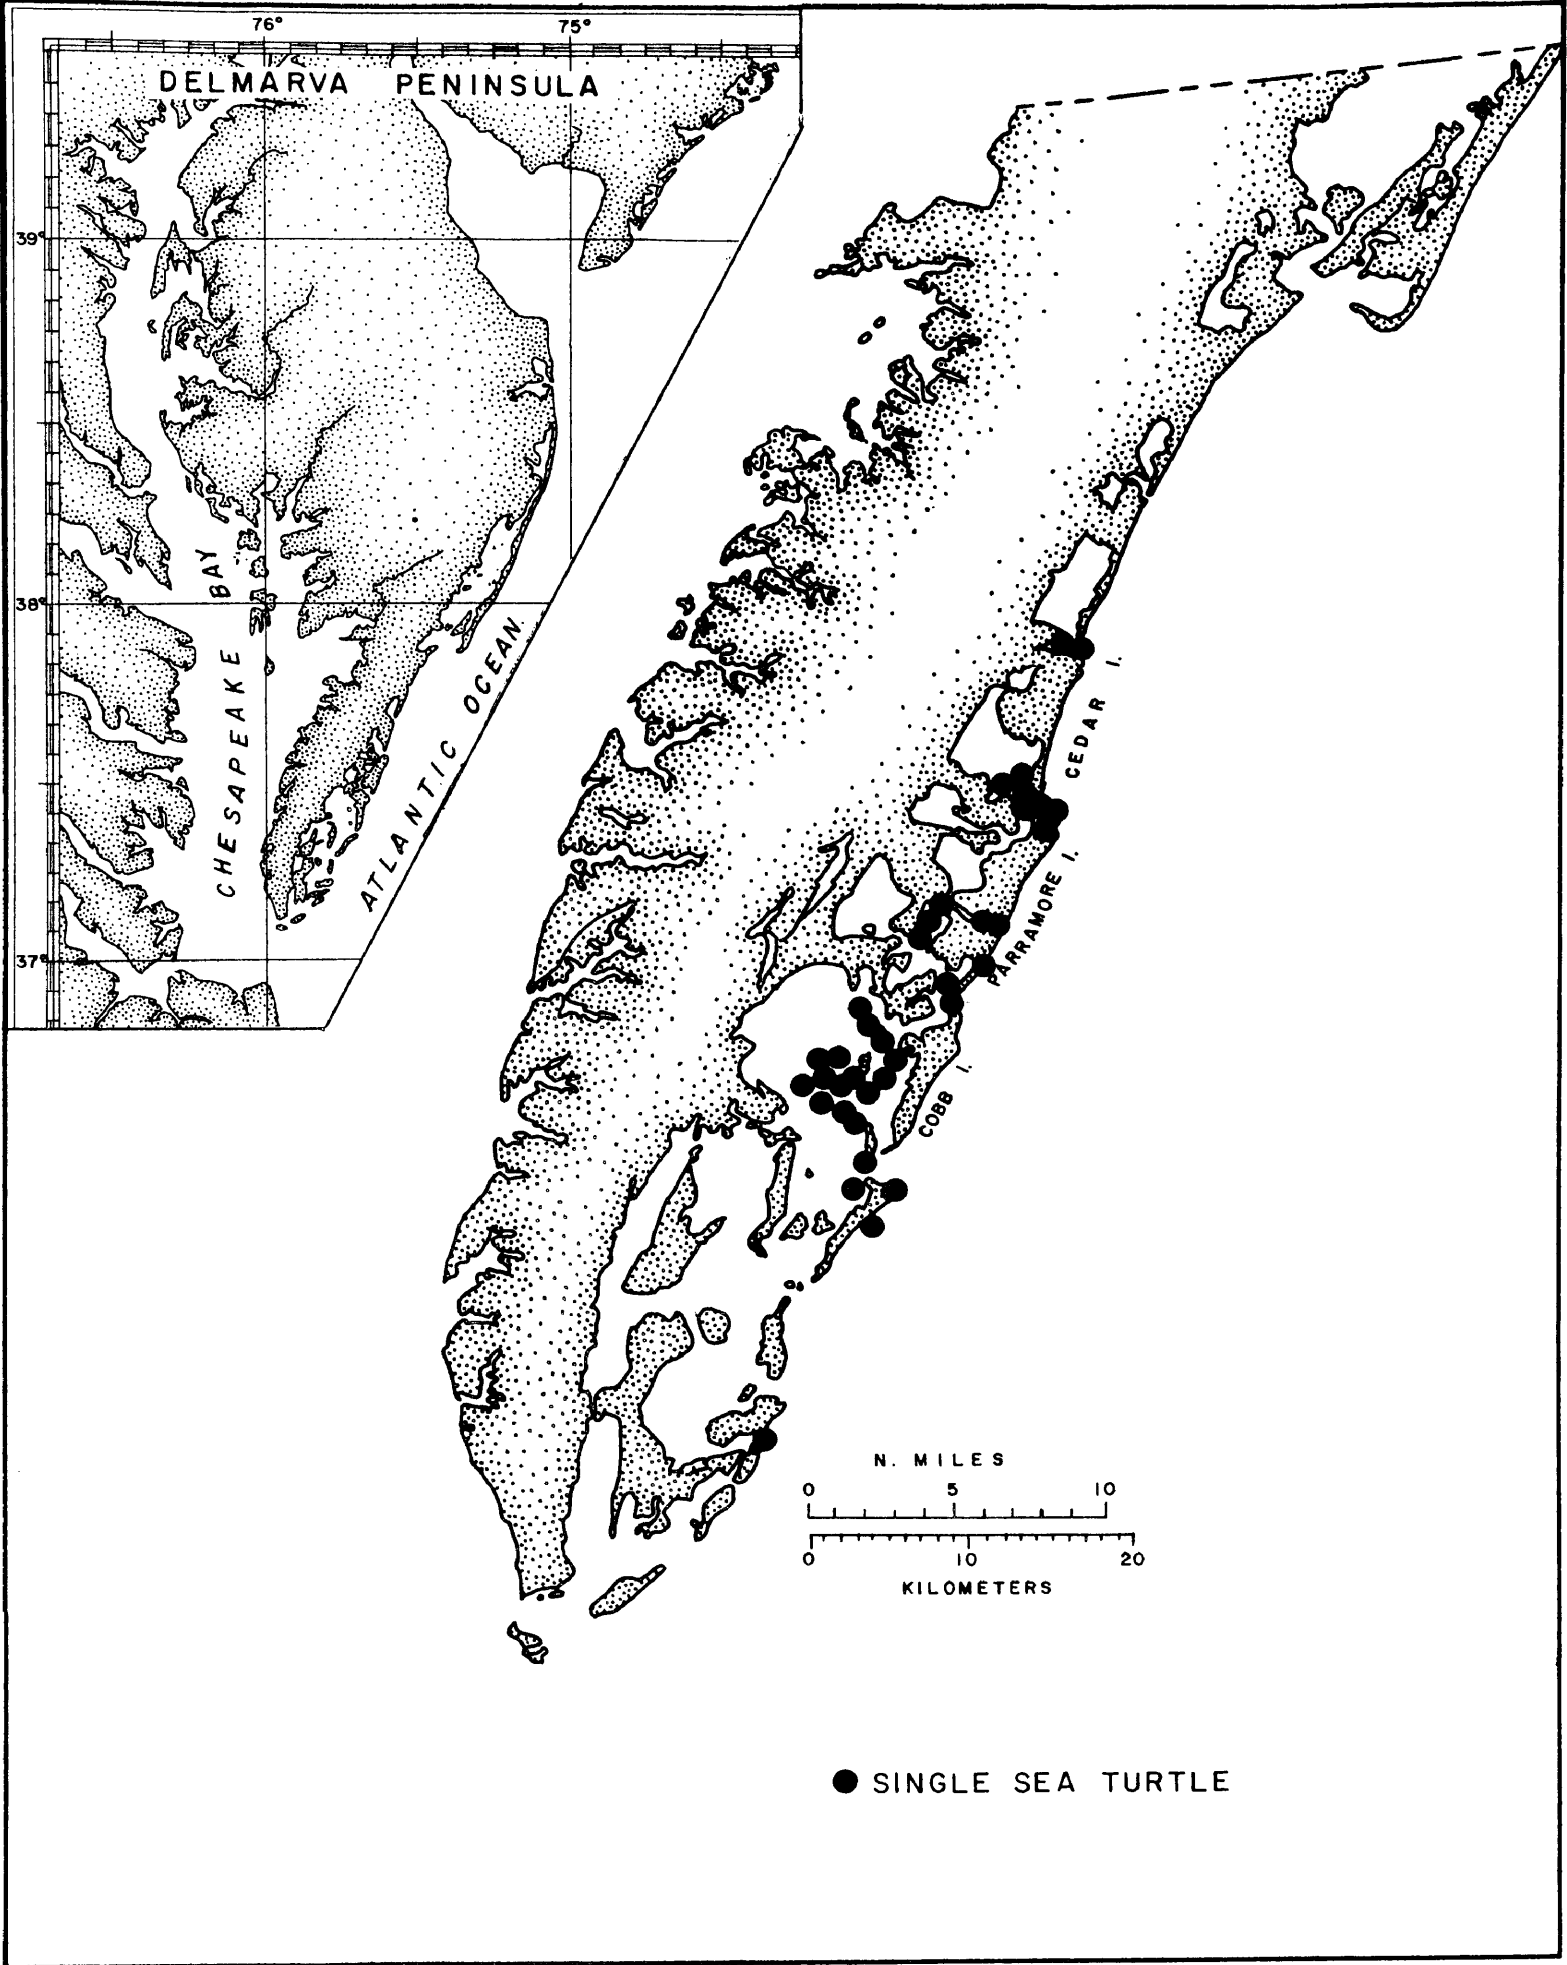 76° 75°
DELMARVA PENINSULA
39°
38°
37°
CHESAPEAKE BAY
ATLANTIC OCEAN
CEDAR I.
PARRAMORE I.
COBB I.
N. MILES
0 5 10
0 10 20
KILOMETERS
SINGLE SEA TURTLE